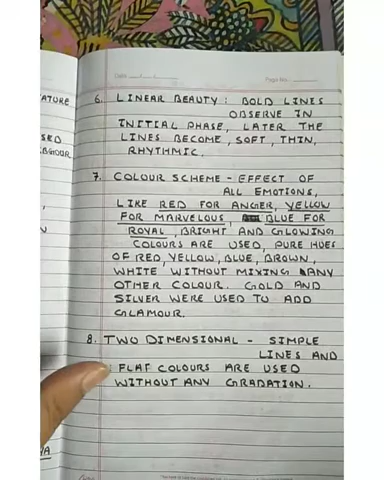 Date
Page No.
ATURE
6. LINEAR BEAUTY : BOLD LINES
OBSERVE IN
INITIAL PHASE, LATER THE
LINES BECOME, SOFT, THIN,
RHYTHMIC.
7. COLOUR SCHEME - EFFECT OF
ALL EMOTIONS,
LIKE RED FOR ANGER, YELLOW
FOR MARVELOUS, BLUE FOR
ROYAL, BRIGHT AND GLOWING
COLOURS ARE USED, PURE HUES
OF RED, YELLOW, BLUE, BROWN,
WHITE WITHOUT MIXING ANY
OTHER COLOUR. GOLD AND
SILVER WERE USED TO ADD
GLAMOUR.
8. TWO DIMENSIONAL - SIMPLE
LINES AND
FLAT COLOURS ARE USED
WITHOUT ANY GRADATION.